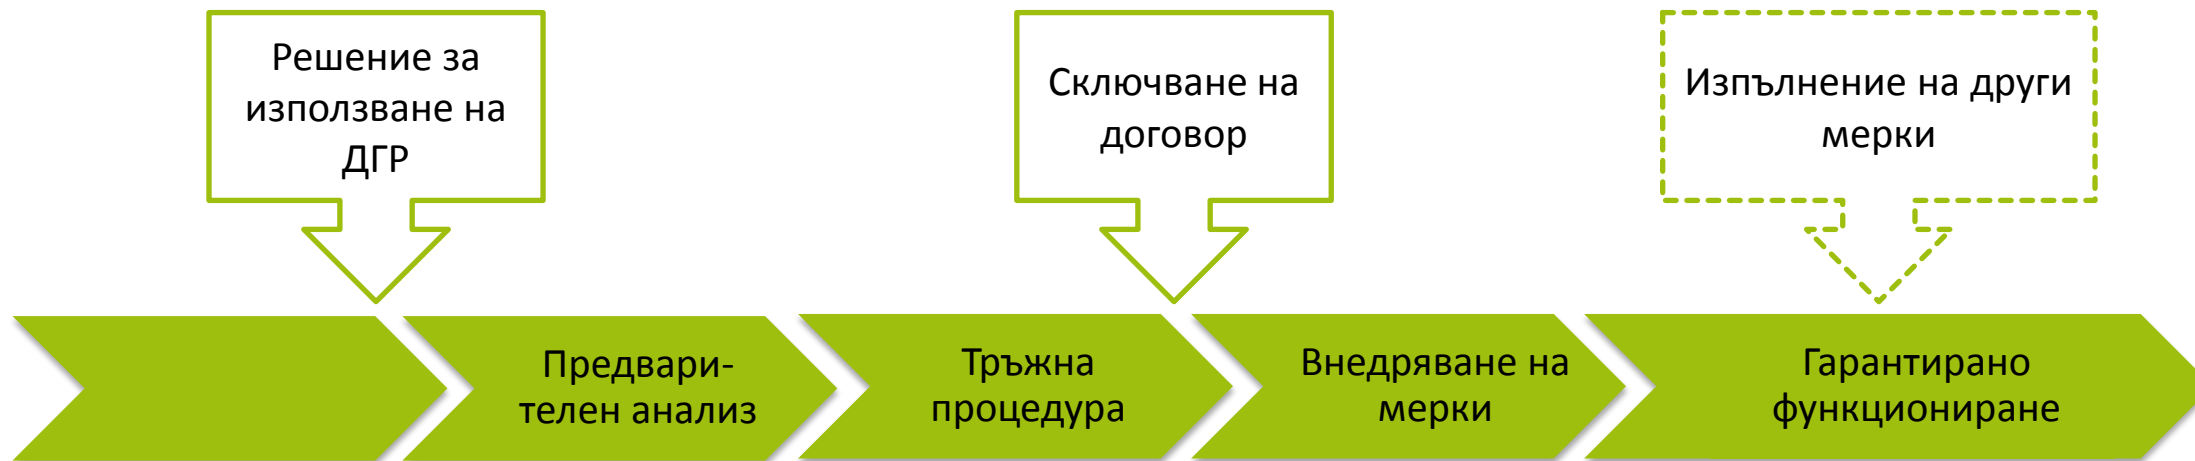 Решение за
използване на
ДГР
Сключване на
договор
Изпълнение на други
мерки
Предвари-
телен анализ
Тръжна
процедура
Внедряване на
мерки
Гарантирано
функциониране